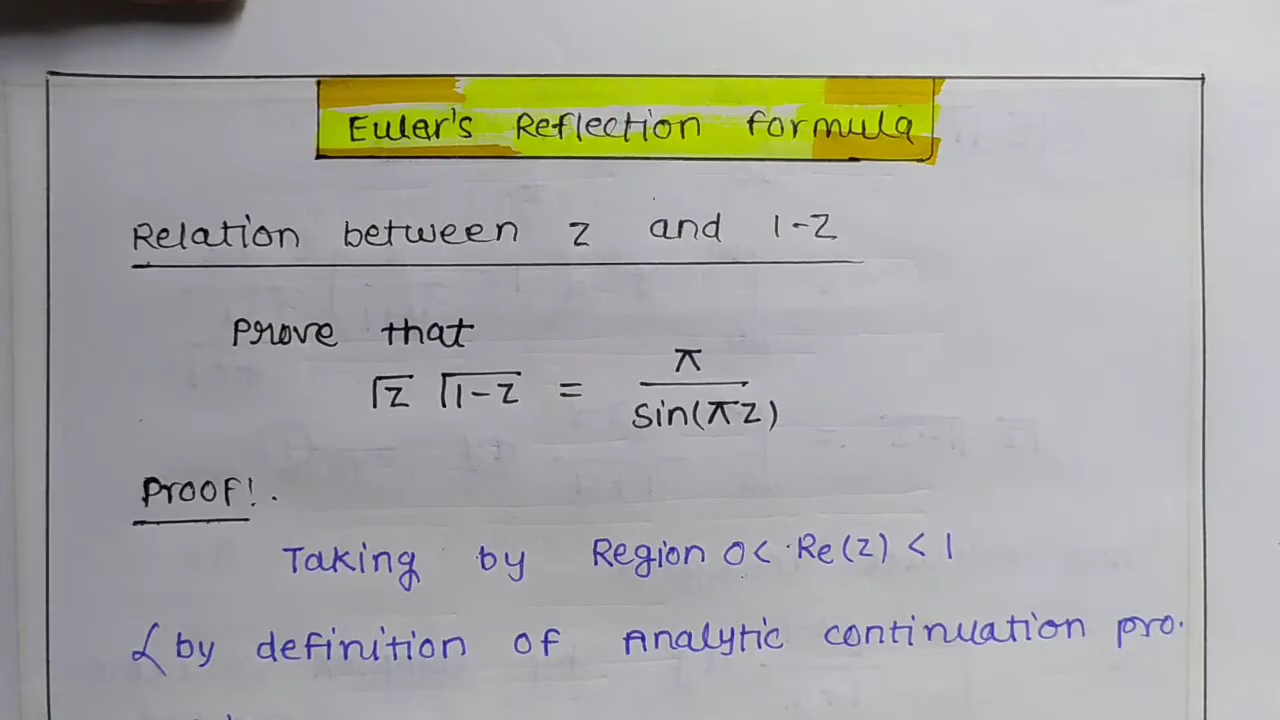 Euler's Reflection formula
Relation between z and 1-z
Prove that
Γz Γ1-z = π / sin(πz)
Proof!.
Taking by Region 0< Re(z) < 1
(by definition of Analytic continuation pro.